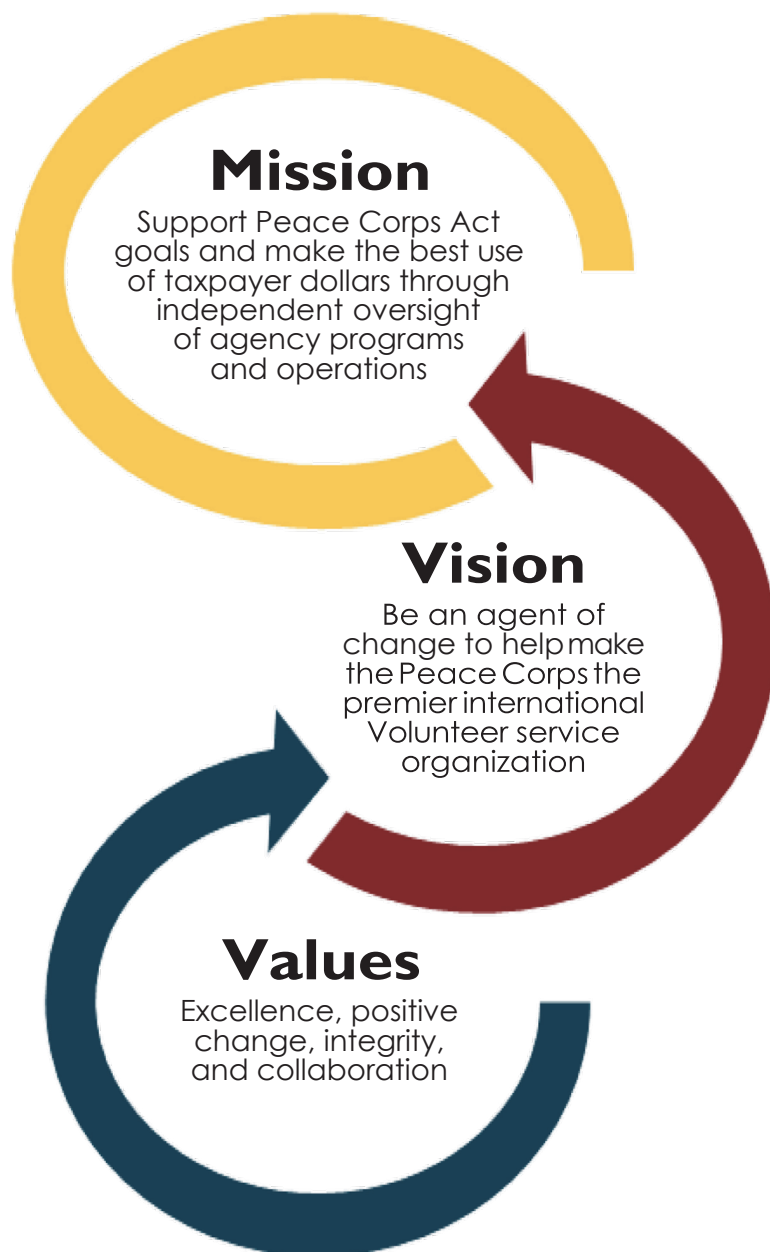 Mission
Support Peace Corps Act
goals and make the best use
of taxpayer dollars through
independent oversight
of agency programs
and operations
Vision
Be an agent of
change to help make
the Peace Corps the
premier international
Volunteer service
organization
Values
Excellence, positive
change, integrity,
and collaboration